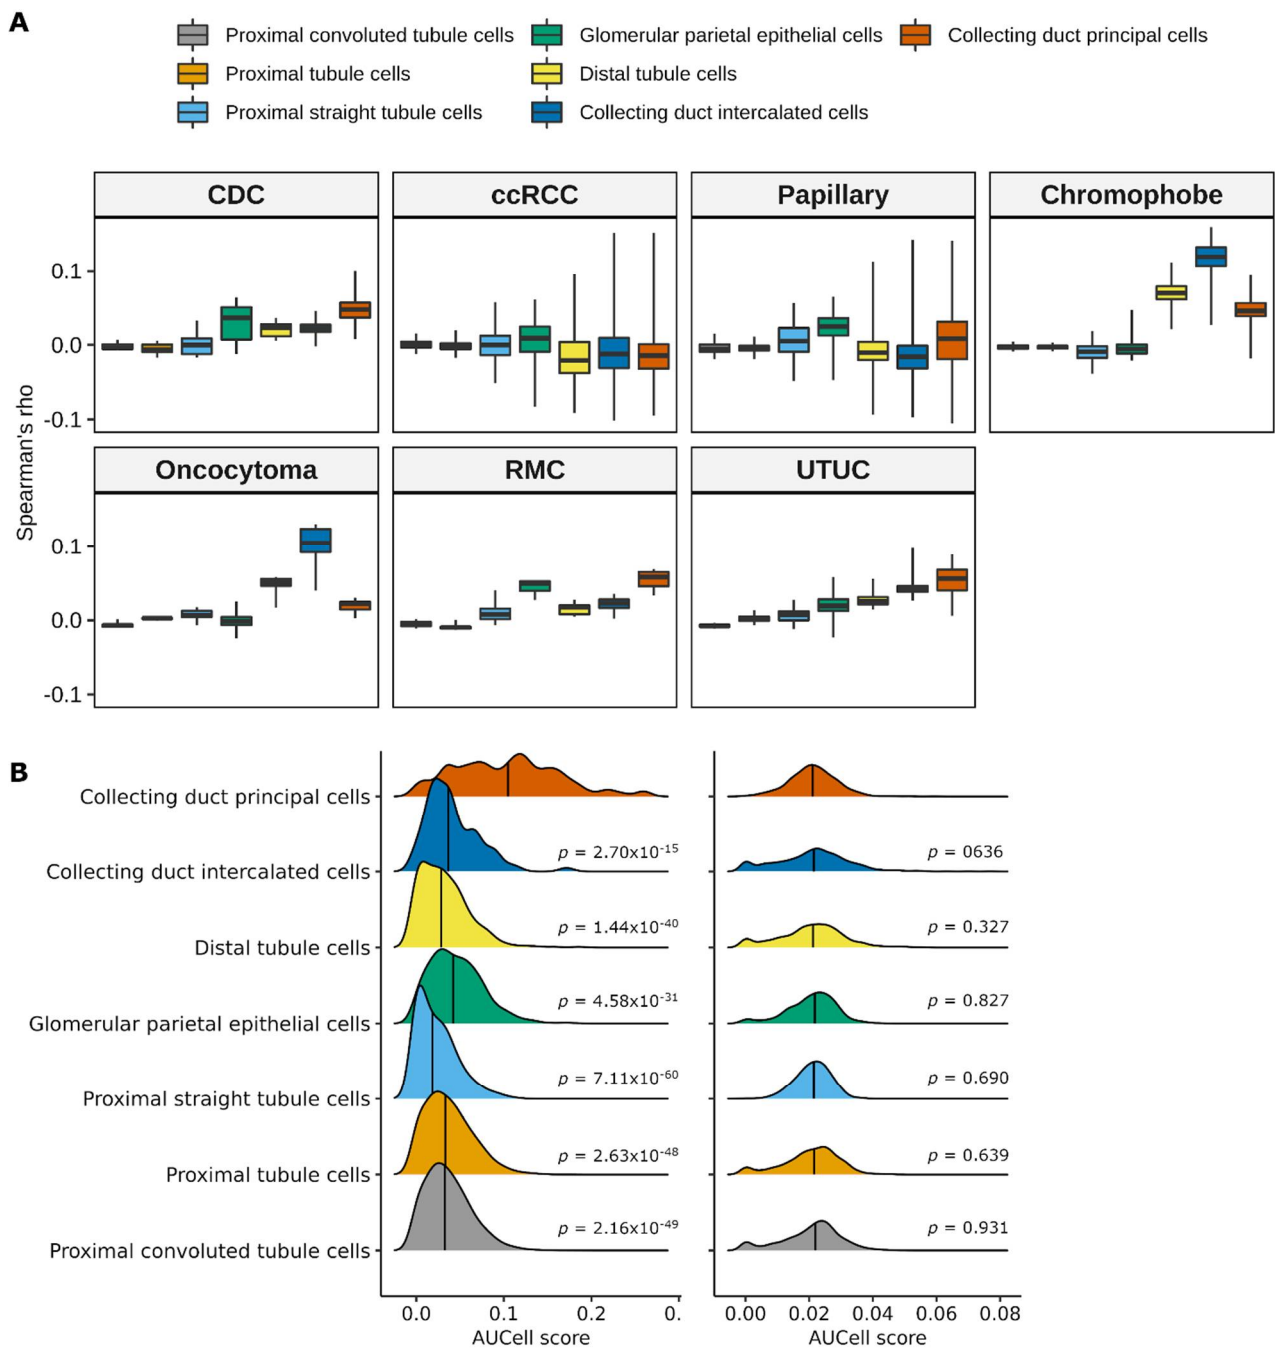 A
Proximal convoluted tubule cells
Glomerular parietal epithelial cells
Collecting duct principal cells
Proximal tubule cells
Distal tubule cells
Proximal straight tubule cells
Collecting duct intercalated cells
CDC
ccRCC
Papillary
Chromophobe
0.1
0.0
-0.1
Spearman's rho
Oncocytoma
RMC
UTUC
0.1
0.0
-0.1
B
Collecting duct principal cells
Collecting duct intercalated cells
p = 2.70x10-15
p = 0636
Distal tubule cells
p = 1.44x10-40
p = 0.327
Glomerular parietal epithelial cells
p = 4.58x10-31
p = 0.827
Proximal straight tubule cells
p = 7.11x10-60
p = 0.690
Proximal tubule cells
p = 2.63x10-48
p = 0.639
Proximal convoluted tubule cells
p = 2.16x10-49
p = 0.931
0.0 0.1 0.2 0.
0.00 0.02 0.04 0.06 0.08
AUCell score
AUCell score